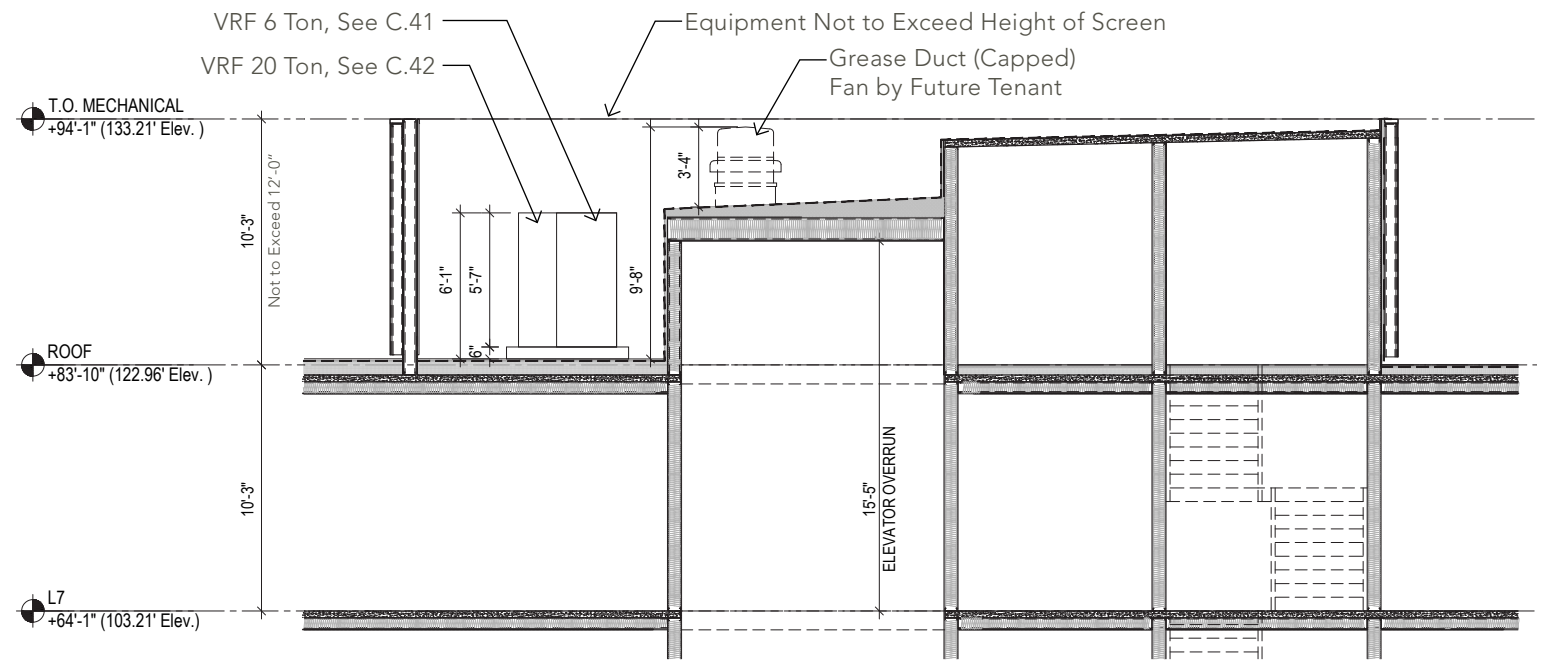 VRF 6 Ton, See C.41
Equipment Not to Exceed Height of Screen
VRF 20 Ton, See C.42
Grease Duct (Capped)
Fan by Future Tenant
T.O. MECHANICAL
+94'-1" (133.21' Elev. )
10'-3"
Not to Exceed 12'-0"
6'-1"
5'-7"
6"
9'-8"
3'-4"
ROOF
+83'-10" (122.96' Elev. )
10'-3"
15'-5"
ELEVATOR OVERRUN
L7
+64'-1" (103.21' Elev.)